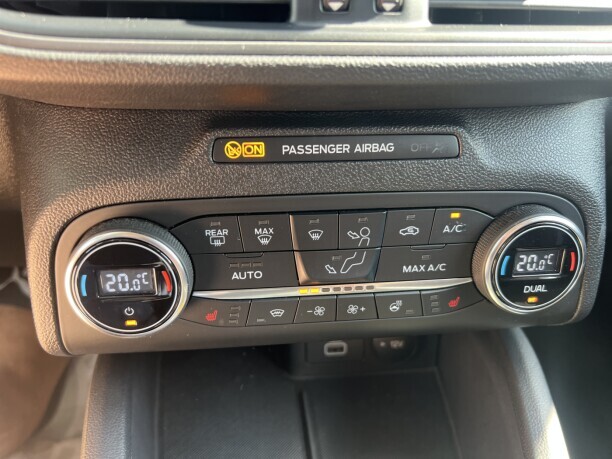 ON PASSENGER AIRBAG OFF
REAR MAX A/C
AUTO MAX A/C
20.0°C 20.0°C
DUAL
- +